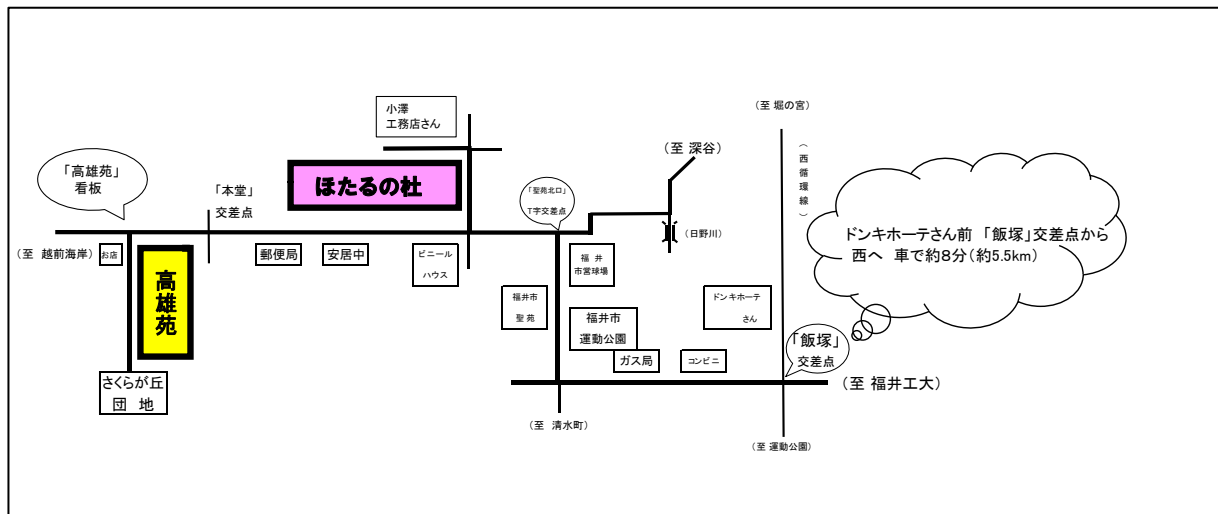 (至 堀の宮)
小澤
工務店さん
(至 深谷)
(西循環線)
「高雄苑」
看板
「本堂」
交差点
ほたるの杜
「聖苑北口」
T字交差点
(日野川)
ドンキホーテさん前 「飯塚」交差点から
西へ 車で約8分(約5.5km)
(至 越前海岸)
お店
郵便局
安居中
ビニール
ハウス
福 井
市営球場
高雄苑
福井市
聖 苑
福井市
運動公園
ドンキホーテ
さん
ガス局
コンビニ
「飯塚」
交差点
さくらが丘
団 地
(至 福井工大)
(至 清水町)
(至 運動公園)